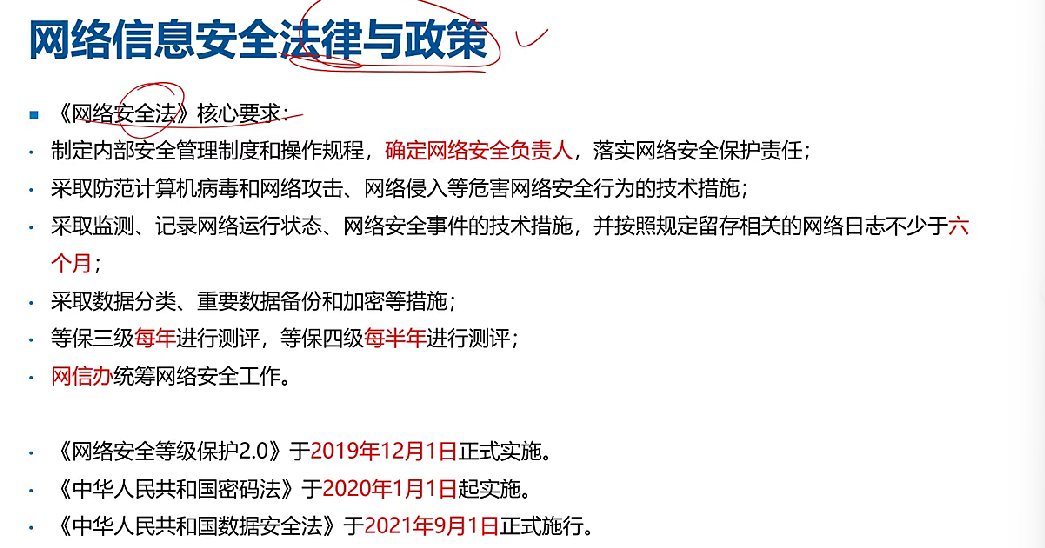 网络信息安全法律与政策
《网络安全法》核心要求：
制定内部安全管理制度和操作规程，确定网络安全负责人，落实网络安全保护责任；
采取防范计算机病毒和网络攻击、网络侵入等危害网络安全行为的技术措施；
采取监测、记录网络运行状态、网络安全事件的技术措施，并按照规定留存相关的网络日志不少于六
个月；
采取数据分类、重要数据备份和加密等措施；
等保三级每年进行测评，等保四级每半年进行测评；
网信办统筹网络安全工作。
《网络安全等级保护2.0》于2019年12月1日正式实施。
《中华人民共和国密码法》于2020年1月1日起实施。
《中华人民共和国数据安全法》于2021年9月1日正式施行。